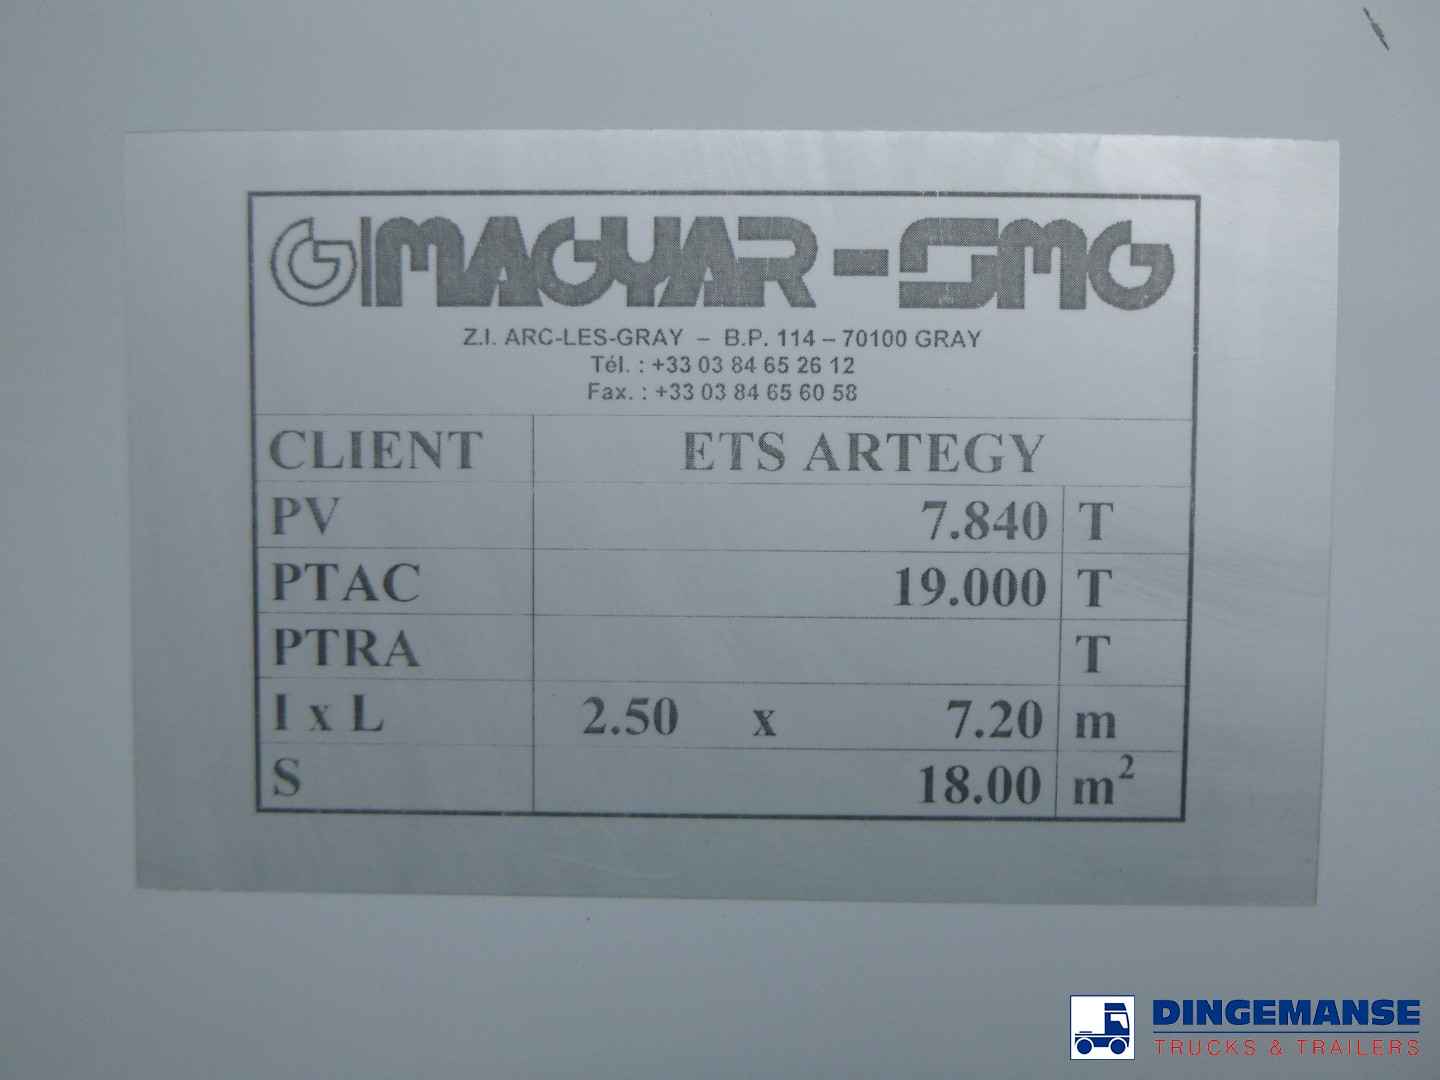 G MAGYAR-SMG
Z.I. ARC-LES-GRAY – B.P. 114 – 70100 GRAY
Tél. : +33 03 84 65 26 12
Fax. : +33 03 84 65 60 58
CLIENT ETS ARTEGY
PV 7.840 T
PTAC 19.000 T
PTRA T
l x L 2.50 x 7.20 m
S 18.00 m²
DINGEMANSE
TRUCKS & TRAILERS